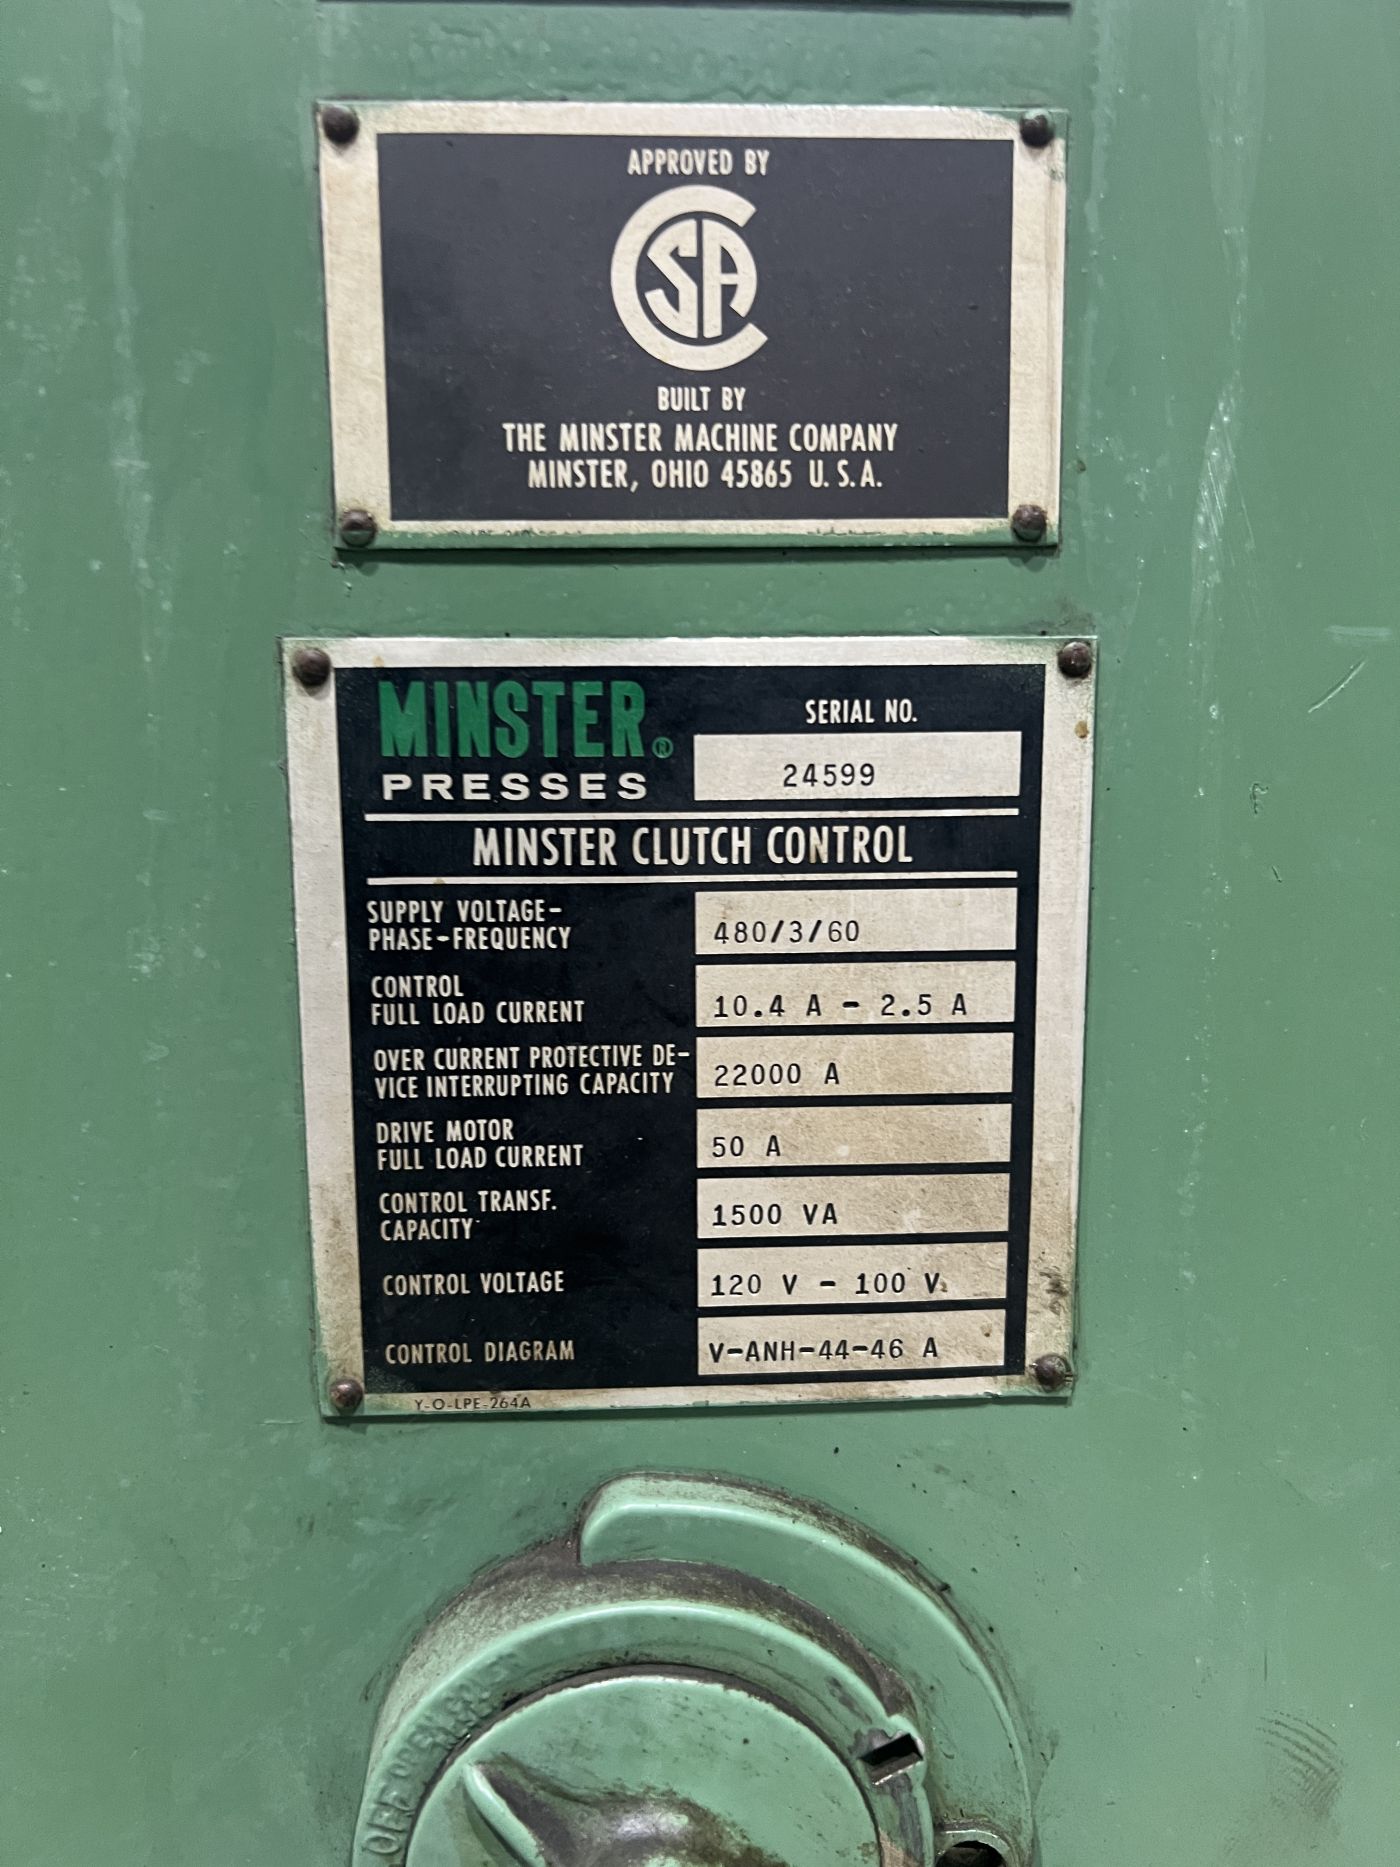 APPROVED BY
CSA
BUILT BY
THE MINSTER MACHINE COMPANY
MINSTER, OHIO 45865 U.S.A.
MINSTER®
PRESSES
SERIAL NO.
24599
MINSTER CLUTCH CONTROL
SUPPLY VOLTAGE-
PHASE-FREQUENCY
480/3/60
CONTROL
FULL LOAD CURRENT
10.4 A - 2.5 A
OVER CURRENT PROTECTIVE DE-
VICE INTERRUPTING CAPACITY
22000 A
DRIVE MOTOR
FULL LOAD CURRENT
50 A
CONTROL TRANSF.
CAPACITY
1500 VA
CONTROL VOLTAGE
120 V - 100 V.
CONTROL DIAGRAM
V-ANH-44-46 A
Y-O-LPE-264A
OFF OPEN